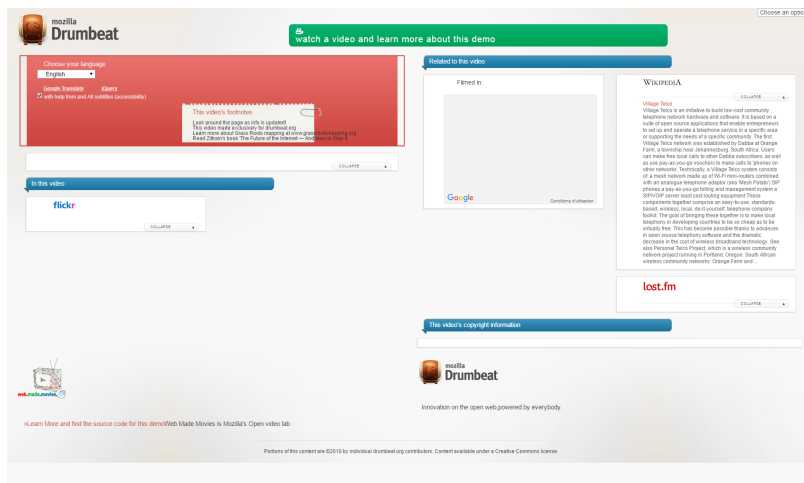 Choose an optio
mozilla
Drumbeat
watch a video and learn more about this demo
Choose your language
English
Google Translate jQuery
with help from and All subtitles (accessibility)
This video's footnotes
Look around the page as info is updated!
This video made exclusively for drumbeat.org
Learn more about Grass Roots mapping at www.grassrootsmapping.org
Read Zittrain's book 'The Future of the Internet — And How to Stop It
COLLAPSE
In this video:
flickr
COLLAPSE
Related to this video
Filmed in:
Google
Conditions d'utilisation
WIKIPEDIA
COLLAPSE
Village Telco
Village Telco is an initiative to build low-cost community
telephone network hardware and software. It is based on a
suite of open source applications that enable entrepreneurs
to set up and operate a telephone service in a specific area
or supporting the needs of a specific community. The first
Village Telco network was established by Dabba at Orange
Farm, a township near Johannesburg, South Africa. Users
can make free local calls to other Dabba subscribers, as well
as use pay-as-you-go vouchers to make calls to 'phones on
other networks. Technically, a Village Telco system consists
of: a mesh network made up of Wi-Fi mini-routers combined
with an analogue telephone adaptor (aka 'Mesh Potato') SIP
phones a pay-as-you-go billing and management system a
SIP/VOIP server least cost routing equipment These
components together comprise an easy-to-use, standards-
based, wireless, local, do-it-yourself, telephone company
toolkit. The goal of bringing these together is to make local
telephony in developing countries to be so cheap as to be
virtually free. This has become possible thanks to advances
in open source telephony software and the dramatic
decrease in the cost of wireless broadband technology. See
also Personal Telco Project, which is a wireless community
network project running in Portland, Oregon. South African
wireless community networks: Orange Farm and ..
lost.fm
COLLAPSE
This video's copyright information
mozilla
Drumbeat
Innovation on the open web,powered by everybody.
web.made.movies.
»Learn More and find the source code for this demoWeb Made Movies is Mozilla's Open video lab
Portions of this content are ©2010 by individual drumbeat.org contributors. Content available under a Creative Commons license.